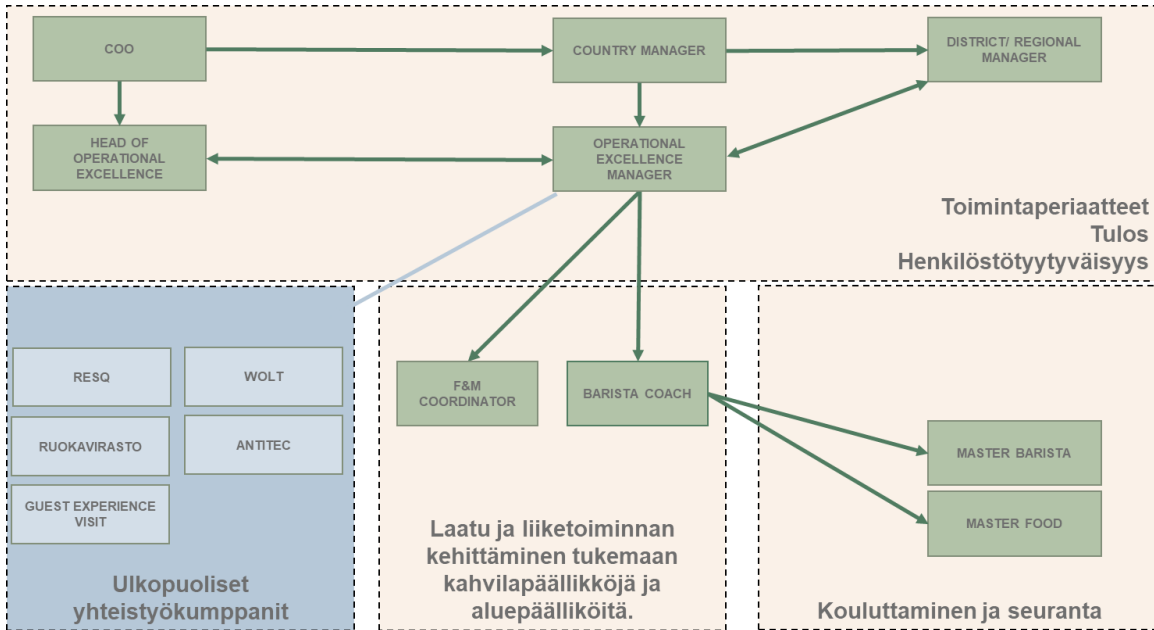 COO
COUNTRY MANAGER
DISTRICT/ REGIONAL
MANAGER
HEAD OF
OPERATIONAL
EXCELLENCE
OPERATIONAL
EXCELLENCE
MANAGER
Toimintaperiaatteet
Tulos
Henkilöstötyytyväisyys
RESQ
WOLT
RUOKAVIRASTO
ANTITEC
GUEST EXPERIENCE
VISIT
Ulkopuoliset
yhteistyökumppanit
F&M
COORDINATOR
BARISTA COACH
Laatu ja liiketoiminnan
kehittäminen tukemaan
kahvilapäällikköjä ja
aluepäälliköitä.
MASTER BARISTA
MASTER FOOD
Kouluttaminen ja seuranta